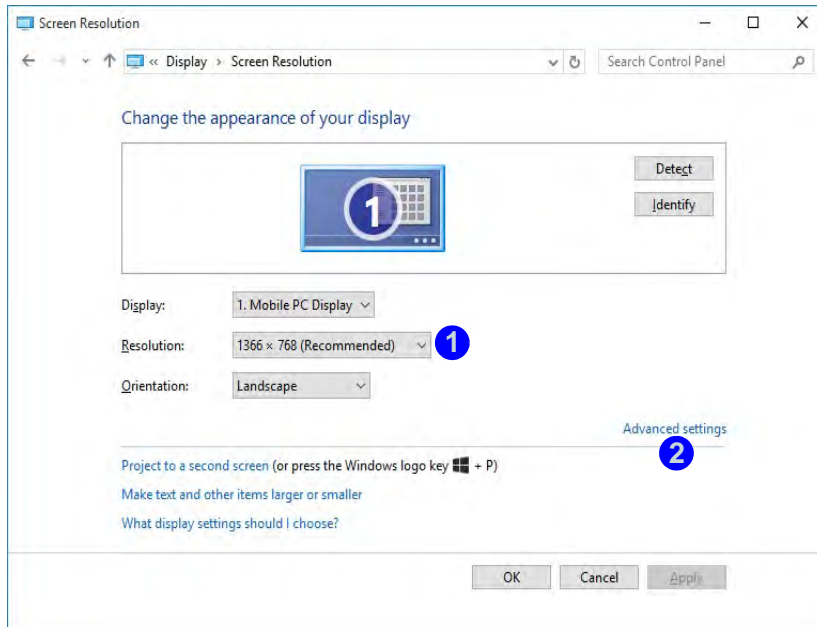 Screen Resolution
« Display › Screen Resolution
Search Control Panel
Change the appearance of your display
1
Detect
Identify
Display: 1. Mobile PC Display
Resolution: 1366 × 768 (Recommended) 1
Orientation: Landscape
Advanced settings
2
Project to a second screen (or press the Windows logo key + P)
Make text and other items larger or smaller
What display settings should I choose?
OK Cancel Apply